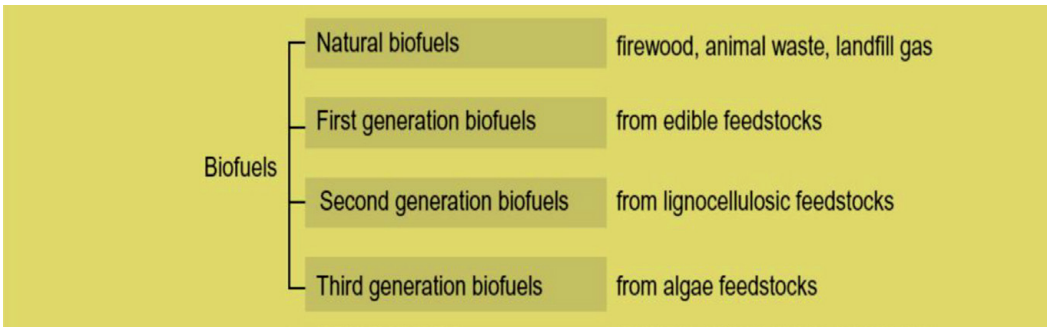 Natural biofuels firewood, animal waste, landfill gas
First generation biofuels from edible feedstocks
Biofuels
Second generation biofuels from lignocellulosic feedstocks
Third generation biofuels from algae feedstocks